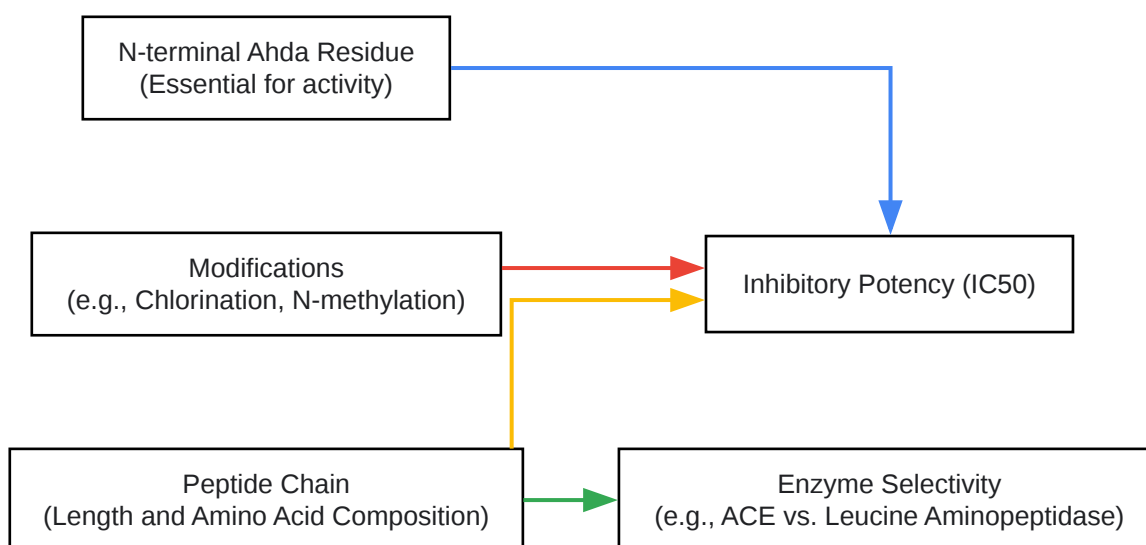 N-terminal Ahda Residue
(Essential for activity)
Modifications
(e.g., Chlorination, N-methylation)
Inhibitory Potency (IC50)
Peptide Chain
(Length and Amino Acid Composition)
Enzyme Selectivity
(e.g., ACE vs. Leucine Aminopeptidase)